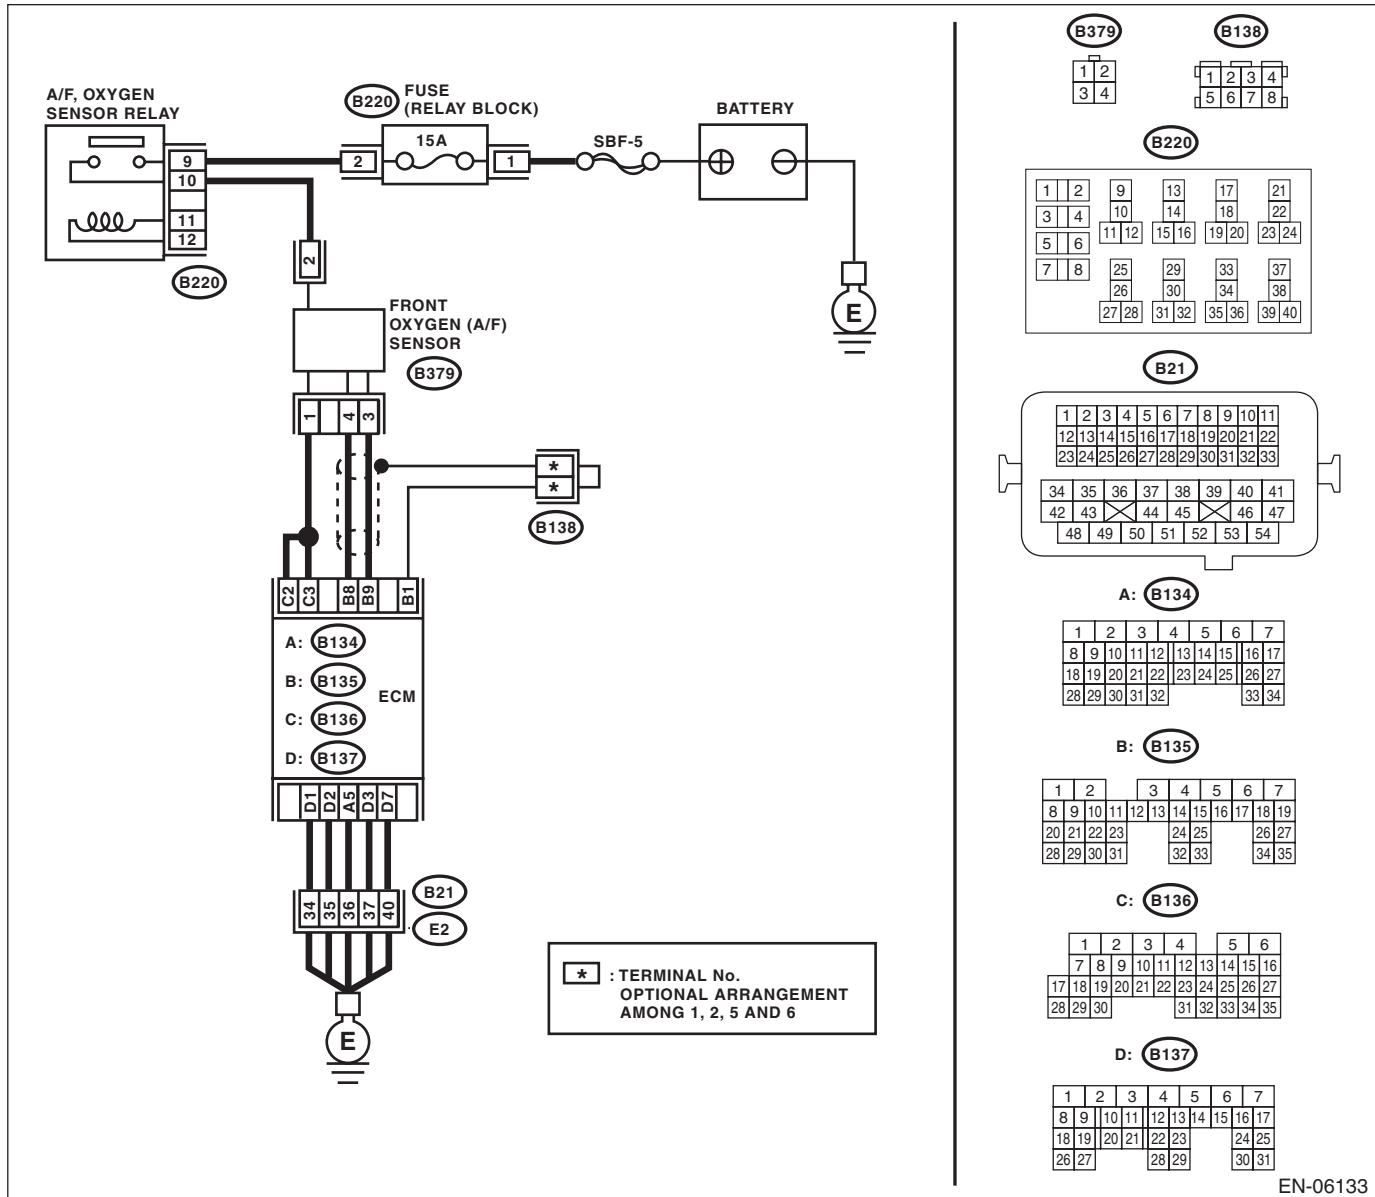 A/F, OXYGEN
SENSOR RELAY
9
10
11
12
B220
B220
FUSE
(RELAY BLOCK)
15A
2
1
SBF-5
BATTERY
E
2
FRONT
OXYGEN (A/F)
SENSOR
B379
1 4 3
*
*
B138
C2 C3 B8 B9 B1
A: B134
B: B135
C: B136
D: B137
ECM
D1 D2 A5 D3 D7
34 35 36 37 40
B21
E2
E
* : TERMINAL No.
OPTIONAL ARRANGEMENT
AMONG 1, 2, 5 AND 6
B379
1 2
3 4
B138
1 2 3 4
5 6 7 8
B220
1 2 9 13 17 21
3 4 10 14 18 22
5 6 11 12 15 16 19 20 23 24
7 8 25 29 33 37
26 30 34 38
27 28 31 32 35 36 39 40
B21
1 2 3 4 5 6 7 8 9 10 11
12 13 14 15 16 17 18 19 20 21 22
23 24 25 26 27 28 29 30 31 32 33
34 35 36 37 38 39 40 41
42 43 44 45 46 47
48 49 50 51 52 53 54
A: B134
1 2 3 4 5 6 7
8 9 10 11 12 13 14 15 16 17
18 19 20 21 22 23 24 25 26 27
28 29 30 31 32 33 34
B: B135
1 2 3 4 5 6 7
8 9 10 11 12 13 14 15 16 17 18 19
20 21 22 23 24 25 26 27
28 29 30 31 32 33 34 35
C: B136
1 2 3 4 5 6
7 8 9 10 11 12 13 14 15 16
17 18 19 20 21 22 23 24 25 26 27
28 29 30 31 32 33 34 35
D: B137
1 2 3 4 5 6 7
8 9 10 11 12 13 14 15 16 17
18 19 20 21 22 23 24 25
26 27 28 29 30 31
EN-06133